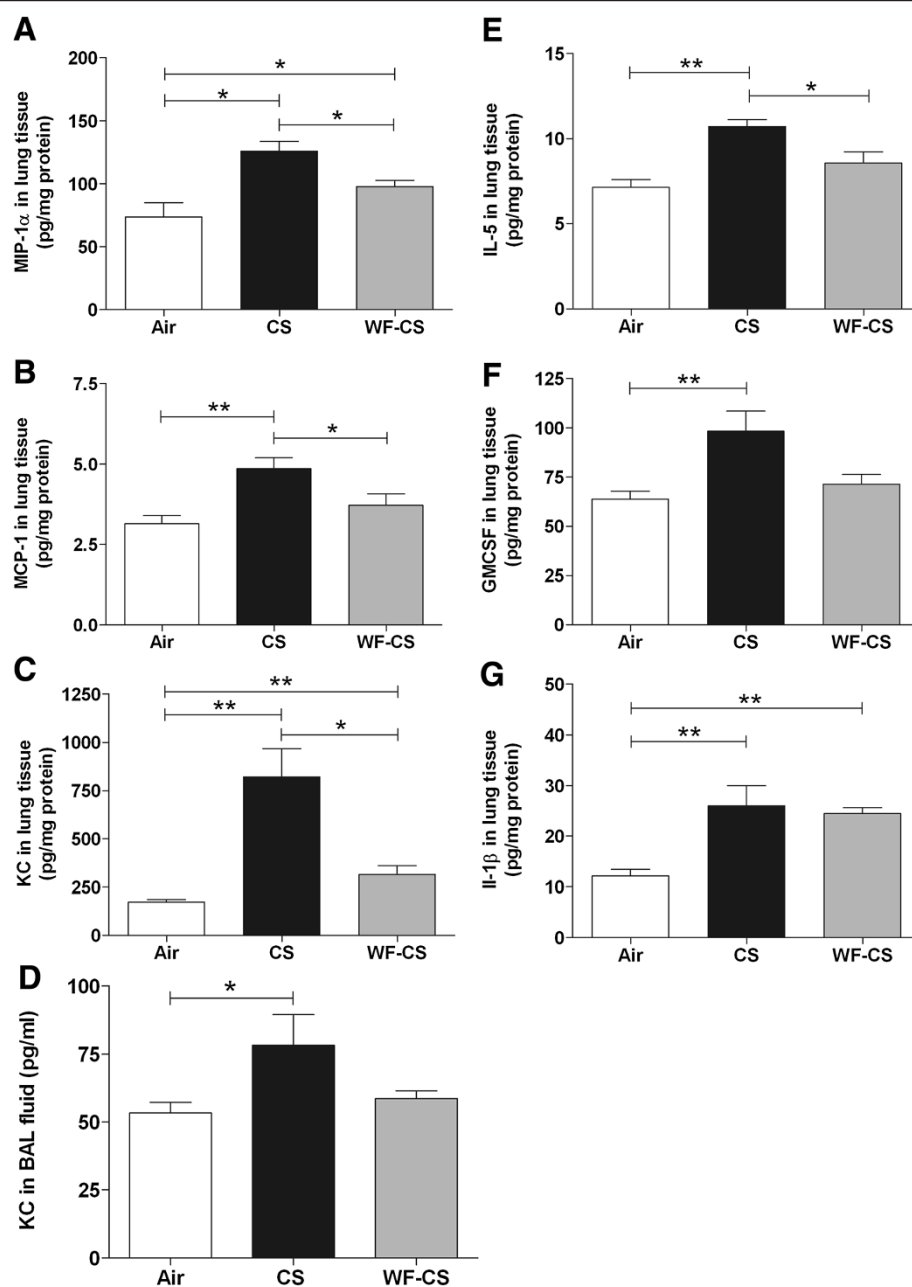 A
MIP-1α in lung tissue
(pg/mg protein)
200
150
100
50
0
*
*
*
Air CS WF-CS
B
MCP-1 in lung tissue
(pg/mg protein)
7.5
5.0
2.5
0.0
**
*
Air CS WF-CS
C
KC in lung tissue
(pg/mg protein)
1250
1000
750
500
250
0
**
**
*
Air CS WF-CS
D
KC in BAL fluid (pg/ml)
100
75
50
25
0
*
Air CS WF-CS
E
IL-5 in lung tissue
(pg/mg protein)
15
10
5
0
**
*
Air CS WF-CS
F
GMCSF in lung tissue
(pg/mg protein)
125
100
75
50
25
0
**
Air CS WF-CS
G
Il-1β in lung tissue
(pg/mg protein)
50
40
30
20
10
0
**
**
Air CS WF-CS